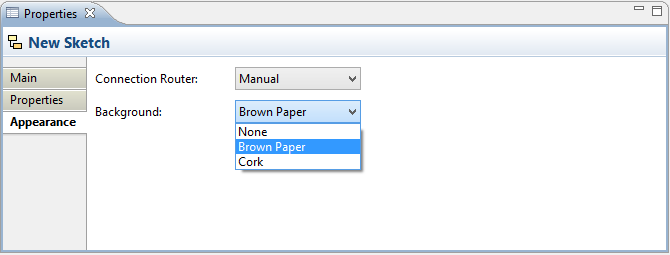 Properties
New Sketch
Main
Properties
Appearance
Connection Router: Manual
Background: Brown Paper
None
Brown Paper
Cork